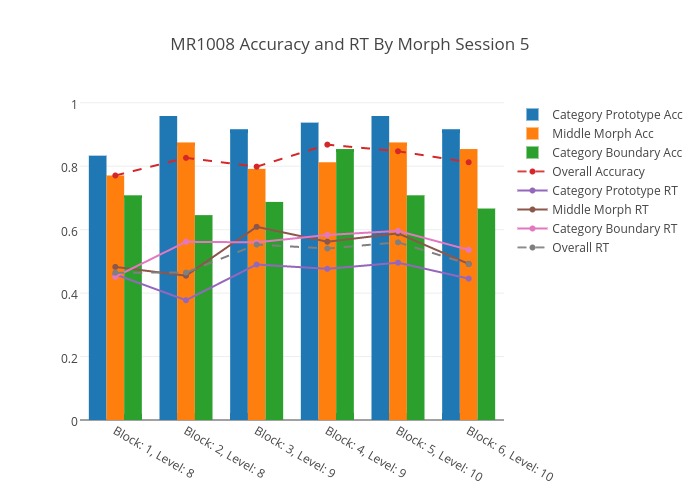 MR1008 Accuracy and RT By Morph Session 5
1
0.8
0.6
0.4
0.2
0
Block: 1, Level: 8
Block: 2, Level: 8
Block: 3, Level: 9
Block: 4, Level: 9
Block: 5, Level: 10
Block: 6, Level: 10
Category Prototype Acc
Middle Morph Acc
Category Boundary Acc
Overall Accuracy
Category Prototype RT
Middle Morph RT
Category Boundary RT
Overall RT